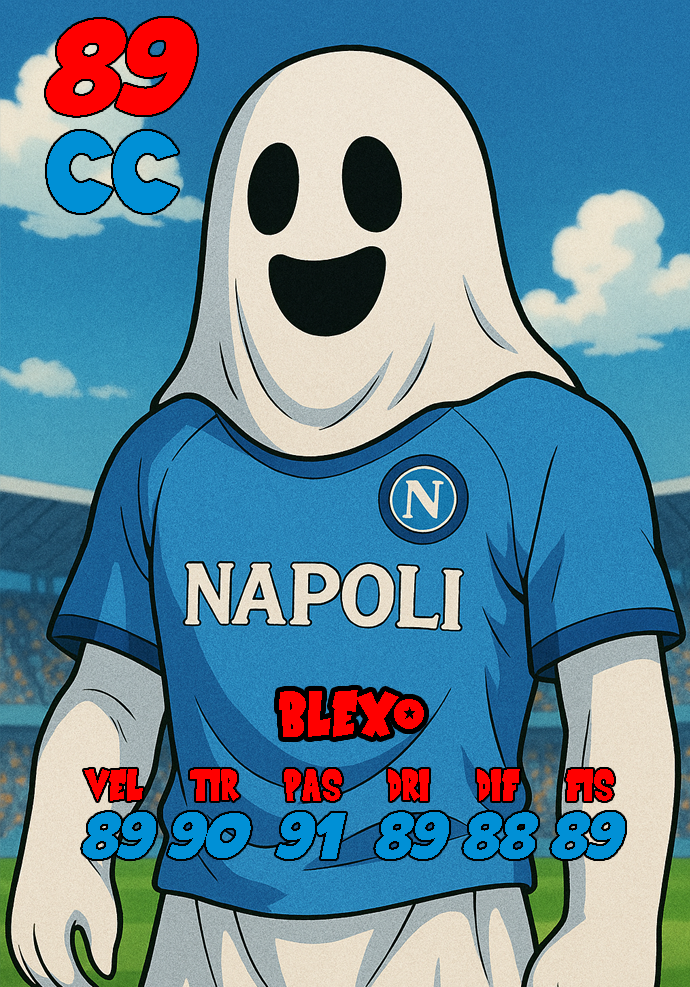 89
CC
N
NAPOLI
BLEXO
VEL TIR PAS DRI DIF FIS
89 90 91 89 88 89